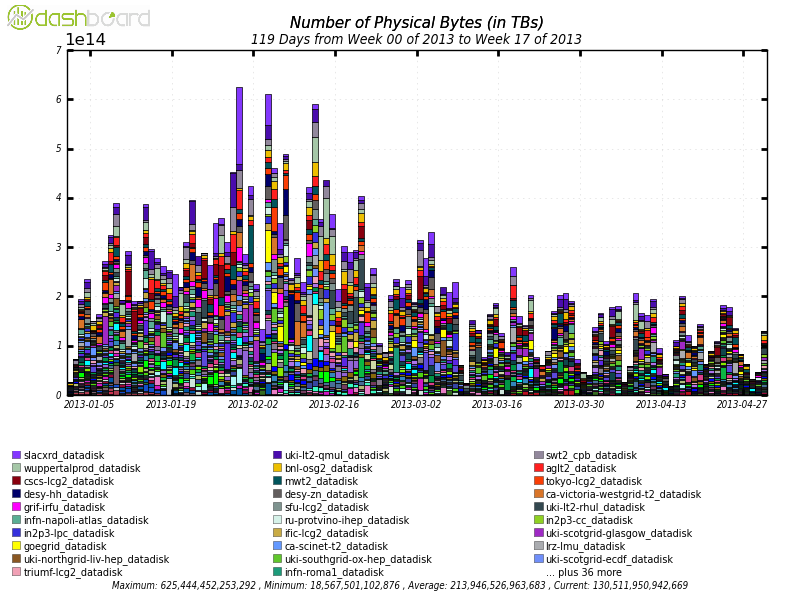 dashboard
Number of Physical Bytes (in TBs)
119 Days from Week 00 of 2013 to Week 17 of 2013
1e14
7
6
5
4
3
2
1
0
2013-01-05 2013-01-19 2013-02-02 2013-02-16 2013-03-02 2013-03-16 2013-03-30 2013-04-13 2013-04-27
slacxrd_datadisk uki-lt2-qmul_datadisk swt2_cpb_datadisk
wuppertalprod_datadisk bnl-osg2_datadisk aglt2_datadisk
cscs-lcg2_datadisk mwt2_datadisk tokyo-lcg2_datadisk
desy-hh_datadisk desy-zn_datadisk ca-victoria-westgrid-t2_datadisk
grif-irfu_datadisk sfu-lcg2_datadisk uki-lt2-rhul_datadisk
infn-napoli-atlas_datadisk ru-protvino-ihep_datadisk in2p3-cc_datadisk
in2p3-lpc_datadisk ific-lcg2_datadisk uki-scotgrid-glasgow_datadisk
goegrid_datadisk ca-scinet-t2_datadisk lrz-lmu_datadisk
uki-northgrid-liv-hep_datadisk uki-southgrid-ox-hep_datadisk uki-scotgrid-ecdf_datadisk
triumf-lcg2_datadisk infn-roma1_datadisk ... plus 36 more
Maximum: 625,444,452,253,292 , Minimum: 18,567,501,102,876 , Average: 213,946,526,963,683 , Current: 130,511,950,942,669